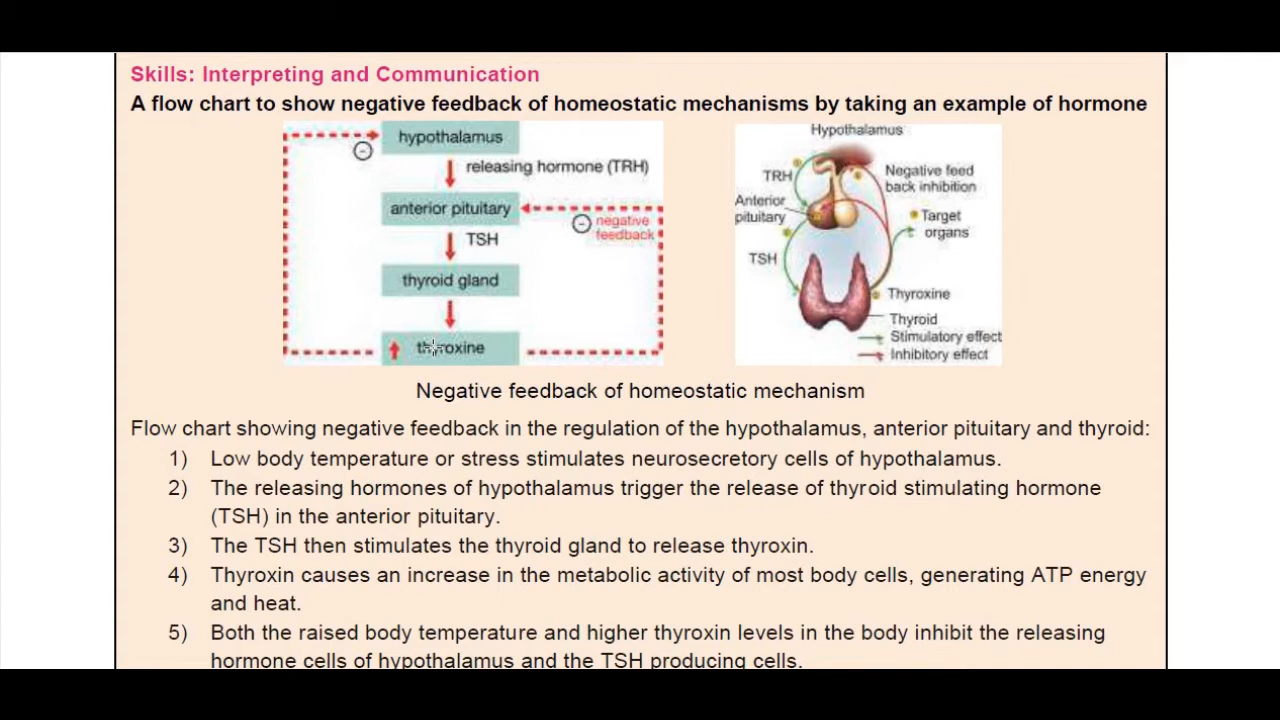 Skills: Interpreting and Communication
A flow chart to show negative feedback of homeostatic mechanisms by taking an example of hormone
hypothalamus
releasing hormone (TRH)
anterior pituitary
negative
feedback
TSH
thyroid gland
thyroxine
Hypothalamus
TRH
Negative feed
back inhibition
Anterior
pituitary
Target
organs
TSH
Thyroxine
Thyroid
Stimulatory effect
Inhibitory effect
Negative feedback of homeostatic mechanism
Flow chart showing negative feedback in the regulation of the hypothalamus, anterior pituitary and thyroid:
1) Low body temperature or stress stimulates neurosecretory cells of hypothalamus.
2) The releasing hormones of hypothalamus trigger the release of thyroid stimulating hormone
(TSH) in the anterior pituitary.
3) The TSH then stimulates the thyroid gland to release thyroxin.
4) Thyroxin causes an increase in the metabolic activity of most body cells, generating ATP energy
and heat.
5) Both the raised body temperature and higher thyroxin levels in the body inhibit the releasing
hormone cells of hypothalamus and the TSH producing cells.